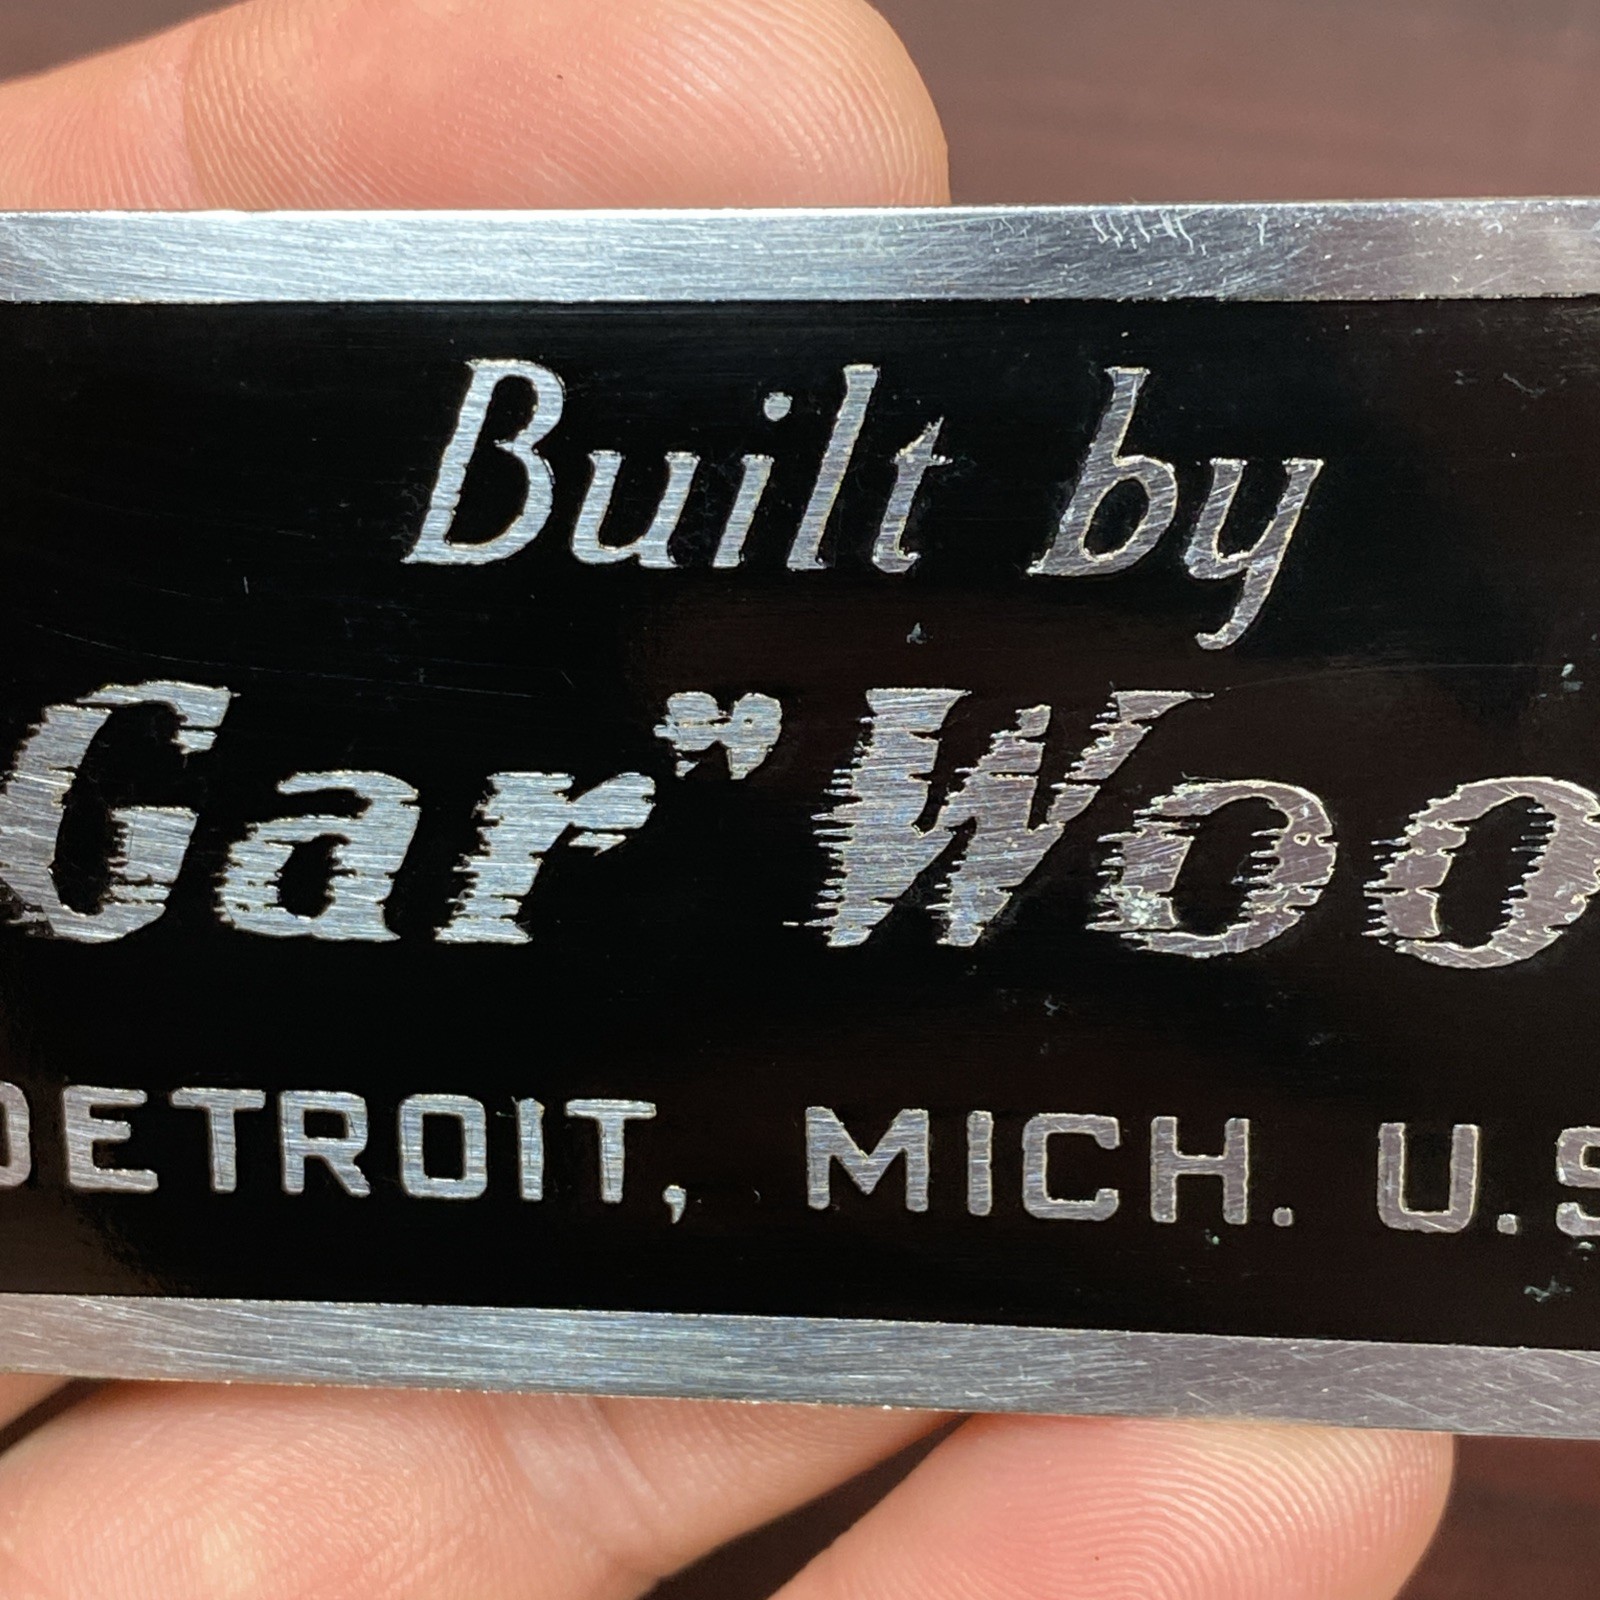 Built by
Gar" Woo
DETROIT, MICH. U.S